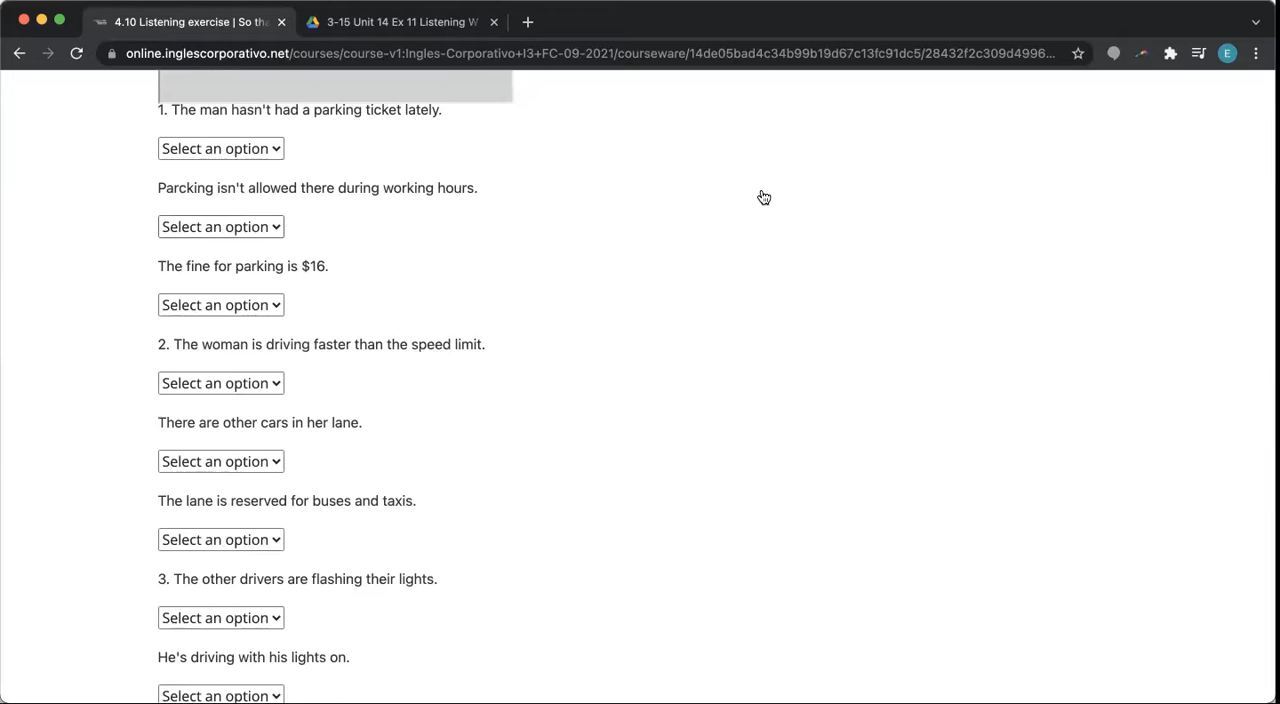 4.10 Listening exercise | So tha
3-15 Unit 14 Ex 11 Listening W
online.inglescorporativo.net/courses/course-v1:Ingles-Corporativo+I3+FC-09-2021/courseware/14de05bad4c34b99b19d67c13fc91dc5/28432f2c309d4996...
E
1. The man hasn't had a parking ticket lately.
Select an option
Parcking isn't allowed there during working hours.
Select an option
The fine for parking is $16.
Select an option
2. The woman is driving faster than the speed limit.
Select an option
There are other cars in her lane.
Select an option
The lane is reserved for buses and taxis.
Select an option
3. The other drivers are flashing their lights.
Select an option
He's driving with his lights on.
Select an option